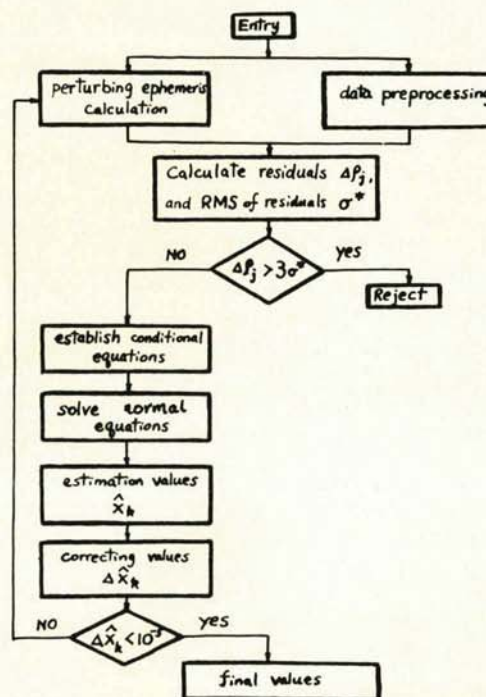 Entry
perturbing ephemeris
calculation
data preprocessing
Calculate residuals Δρⱼ,
and RMS of residuals σ*
NO
Δρⱼ > 3σ*
yes
Reject
establish conditional
equations
solve normal
equations
estimation values
x̂ₖ
correcting values
Δx̂ₖ
NO
Δx̂ₖ < 10⁻⁵
yes
final values